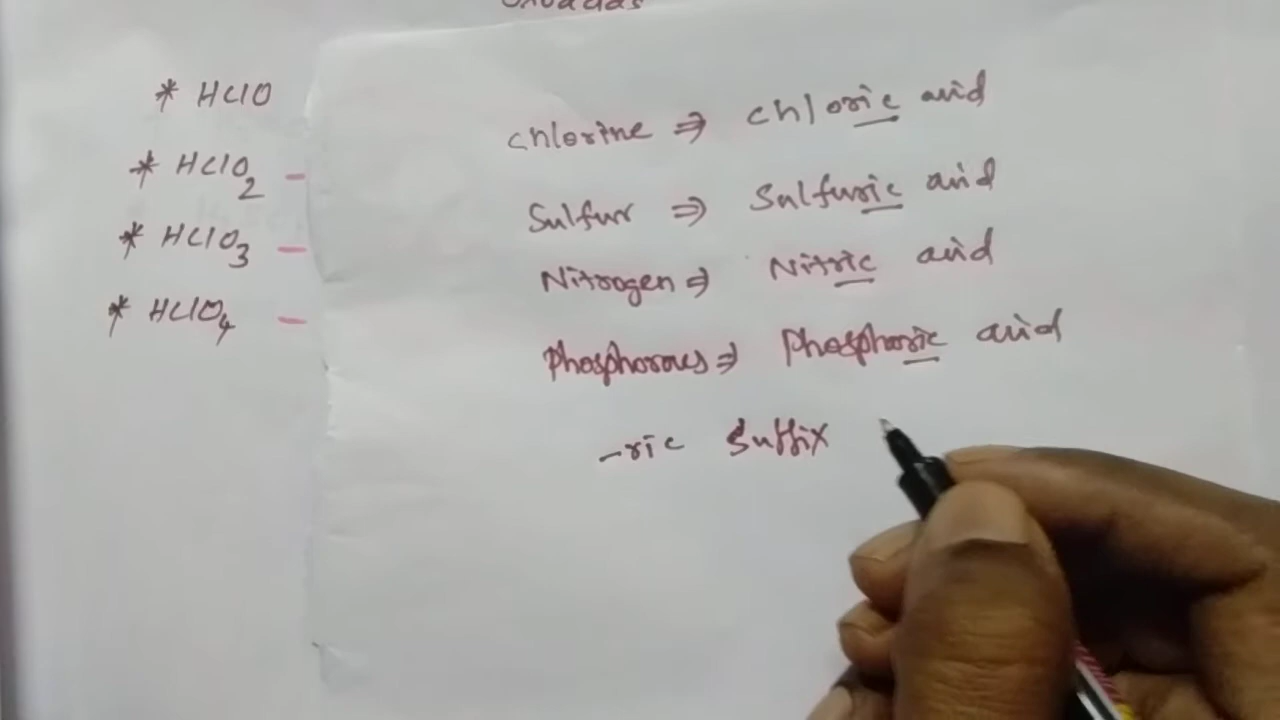 * HClO
* HClO2 -
* HClO3 -
* HClO4 -
Chlorine ⇒ Chloric acid
Sulfur ⇒ Sulfuric acid
Nitrogen ⇒ Nitric acid
Phosphorous ⇒ Phosphoric acid
-ric Suffix